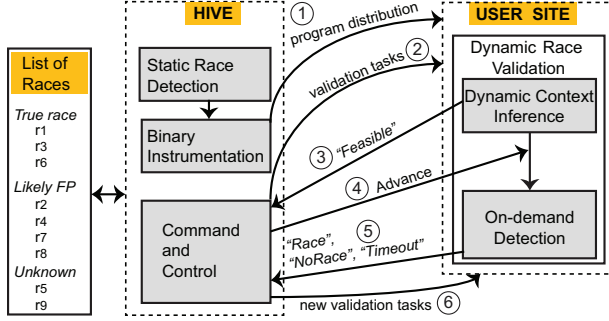 List of
Races
True race
r1
r3
r6
Likely FP
r2
r4
r7
r8
Unknown
r5
r9
HIVE
Static Race
Detection
Binary
Instrumentation
Command
and
Control
1
program distribution
validation tasks 2
3 "Feasible"
4 Advance
5
"Race",
"NoRace", "Timeout"
new validation tasks 6
USER SITE
Dynamic Race
Validation
Dynamic Context
Inference
On-demand
Detection